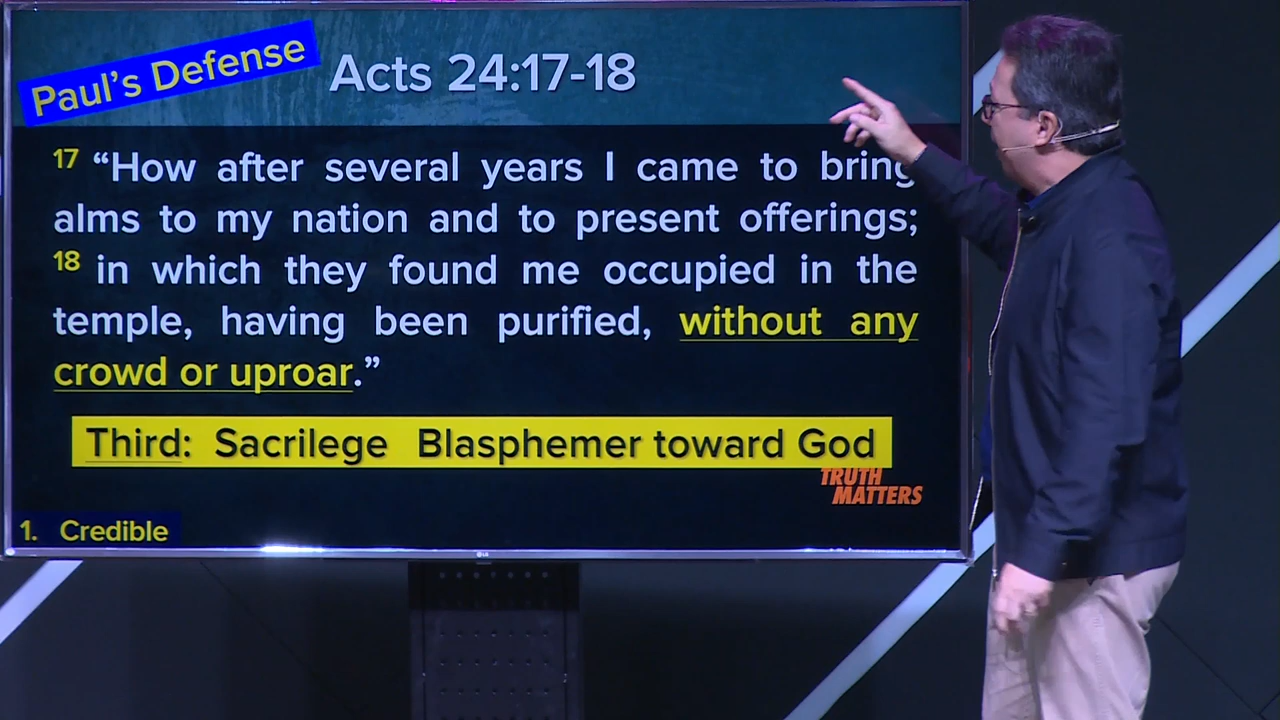 Paul's Defense
Acts 24:17-18
17 “How after several years I came to bring
alms to my nation and to present offerings;
18 in which they found me occupied in the
temple, having been purified, without any
crowd or uproar.”
Third: Sacrilege Blasphemer toward God
TRUTH
MATTERS
1. Credible
LG